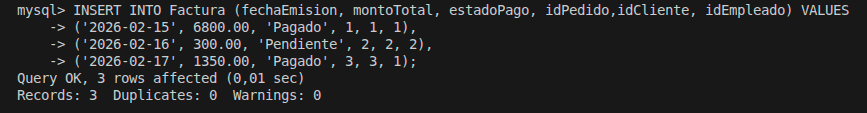 mysql> INSERT INTO Factura (fechaEmision, montoTotal, estadoPago, idPedido,idCliente, idEmpleado) VALUES
    -> ('2026-02-15', 6800.00, 'Pagado', 1, 1, 1),
    -> ('2026-02-16', 300.00, 'Pendiente', 2, 2, 2),
    -> ('2026-02-17', 1350.00, 'Pagado', 3, 3, 1);
Query OK, 3 rows affected (0,01 sec)
Records: 3  Duplicates: 0  Warnings: 0